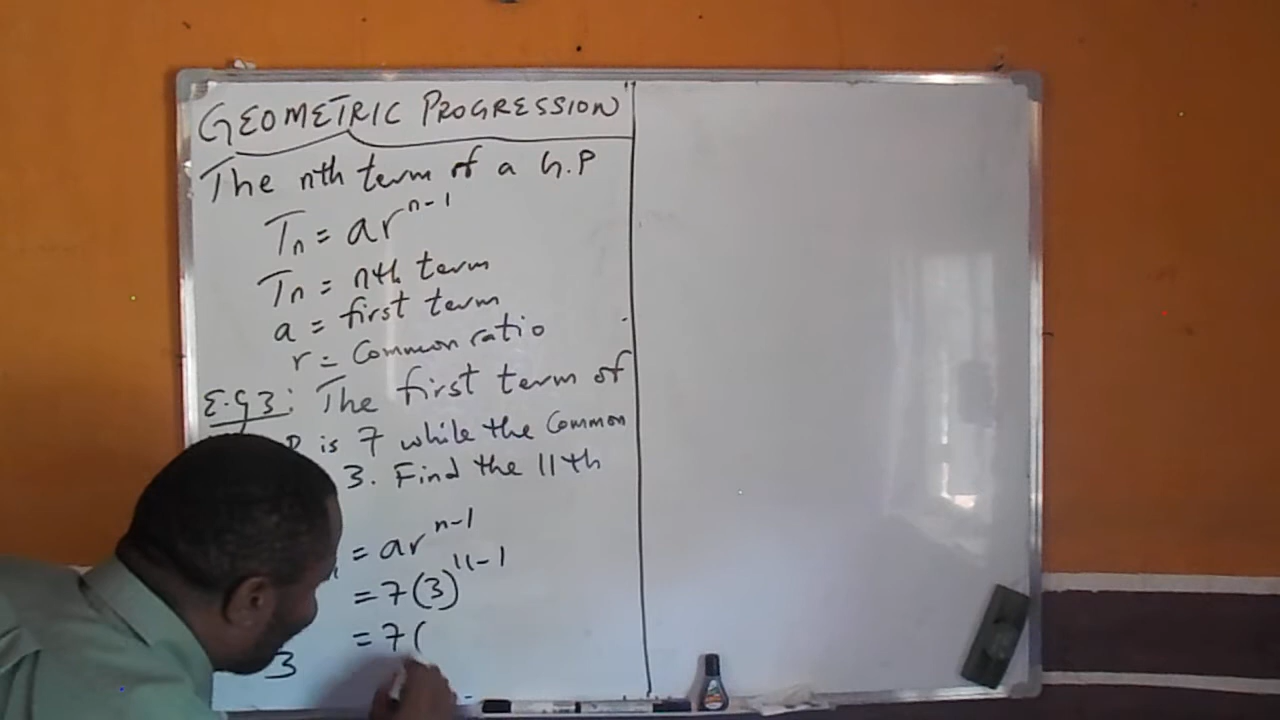 GEOMETRIC PROGRESSION
The nth term of a G.P
Tn = ar^n-1
Tn = nth term
a = first term
r = Common ratio
E.g 3: The first term of
P is 7 while the Common
3. Find the 11th
= ar^n-1
= 7(3)^11-1
= 7(
3